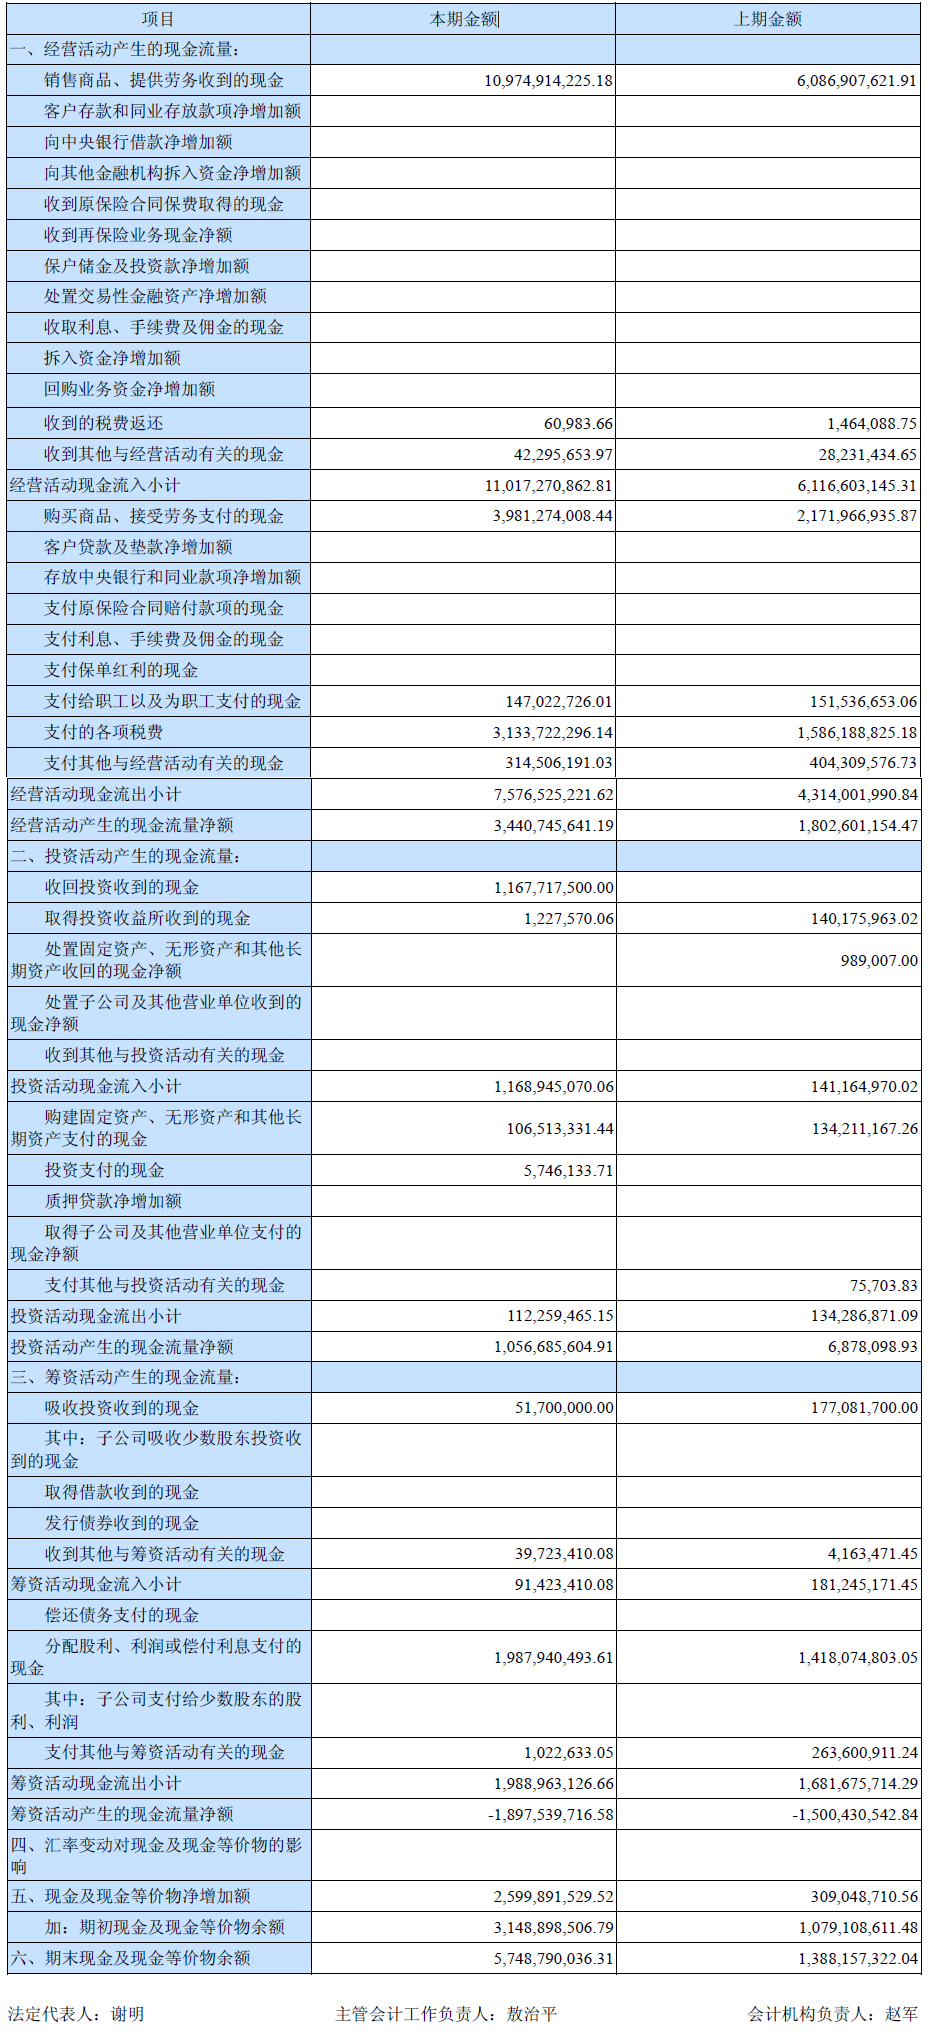 项目 本期金额 上期金额
一、经营活动产生的现金流量：
销售商品、提供劳务收到的现金 10,974,914,225.18 6,086,907,621.91
客户存款和同业存放款项净增加额
向中央银行借款净增加额
向其他金融机构拆入资金净增加额
收到原保险合同保费取得的现金
收到再保险业务现金净额
保户储金及投资款净增加额
处置交易性金融资产净增加额
收取利息、手续费及佣金的现金
拆入资金净增加额
回购业务资金净增加额
收到的税费返还 60,983.66 1,464,088.75
收到其他与经营活动有关的现金 42,295,653.97 28,231,434.65
经营活动现金流入小计 11,017,270,862.81 6,116,603,145.31
购买商品、接受劳务支付的现金 3,981,274,008.44 2,171,966,935.87
客户贷款及垫款净增加额
存放中央银行和同业款项净增加额
支付原保险合同赔付款项的现金
支付利息、手续费及佣金的现金
支付保单红利的现金
支付给职工以及为职工支付的现金 147,022,726.01 151,536,653.06
支付的各项税费 3,133,722,296.14 1,586,188,825.18
支付其他与经营活动有关的现金 314,506,191.03 404,309,576.73
经营活动现金流出小计 7,576,525,221.62 4,314,001,990.84
经营活动产生的现金流量净额 3,440,745,641.19 1,802,601,154.47
二、投资活动产生的现金流量：
收回投资收到的现金 1,167,717,500.00
取得投资收益所收到的现金 1,227,570.06 140,175,963.02
处置固定资产、无形资产和其他长
期资产收回的现金净额 989,007.00
处置子公司及其他营业单位收到的
现金净额
收到其他与投资活动有关的现金
投资活动现金流入小计 1,168,945,070.06 141,164,970.02
购建固定资产、无形资产和其他长
期资产支付的现金 106,513,331.44 134,211,167.26
投资支付的现金 5,746,133.71
质押贷款净增加额
取得子公司及其他营业单位支付的
现金净额
支付其他与投资活动有关的现金 75,703.83
投资活动现金流出小计 112,259,465.15 134,286,871.09
投资活动产生的现金流量净额 1,056,685,604.91 6,878,098.93
三、筹资活动产生的现金流量：
吸收投资收到的现金 51,700,000.00 177,081,700.00
其中：子公司吸收少数股东投资收
到的现金
取得借款收到的现金
发行债券收到的现金
收到其他与筹资活动有关的现金 39,723,410.08 4,163,471.45
筹资活动现金流入小计 91,423,410.08 181,245,171.45
偿还债务支付的现金
分配股利、利润或偿付利息支付的
现金 1,987,940,493.61 1,418,074,803.05
其中：子公司支付给少数股东的股
利、利润
支付其他与筹资活动有关的现金 1,022,633.05 263,600,911.24
筹资活动现金流出小计 1,988,963,126.66 1,681,675,714.29
筹资活动产生的现金流量净额 -1,897,539,716.58 -1,500,430,542.84
四、汇率变动对现金及现金等价物的影
响
五、现金及现金等价物净增加额 2,599,891,529.52 309,048,710.56
加：期初现金及现金等价物余额 3,148,898,506.79 1,079,108,611.48
六、期末现金及现金等价物余额 5,748,790,036.31 1,388,157,322.04
法定代表人：谢明 主管会计工作负责人：敖治平 会计机构负责人：赵军